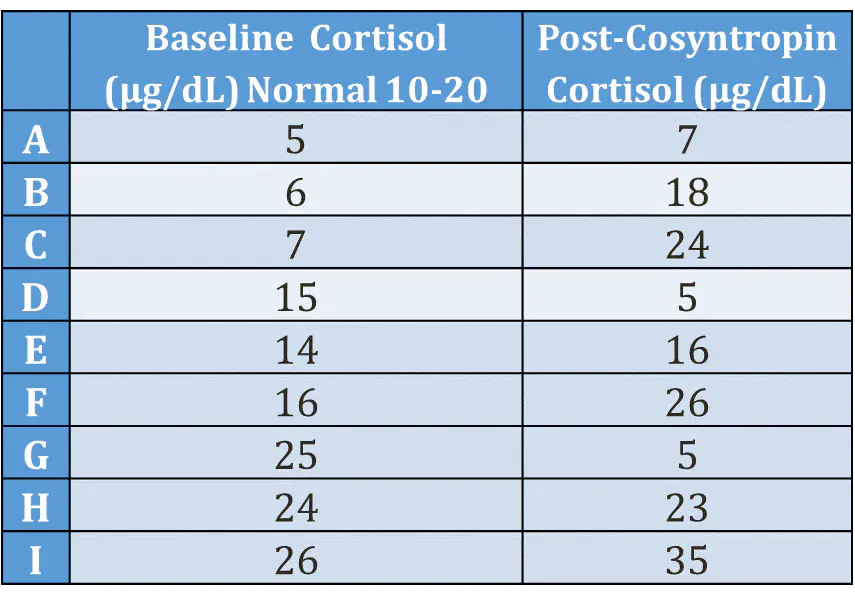 Baseline Cortisol Post-Cosyntropin
(µg/dL) Normal 10-20 Cortisol (µg/dL)
A 5 7
B 6 18
C 7 24
D 15 5
E 14 16
F 16 26
G 25 5
H 24 23
I 26 35